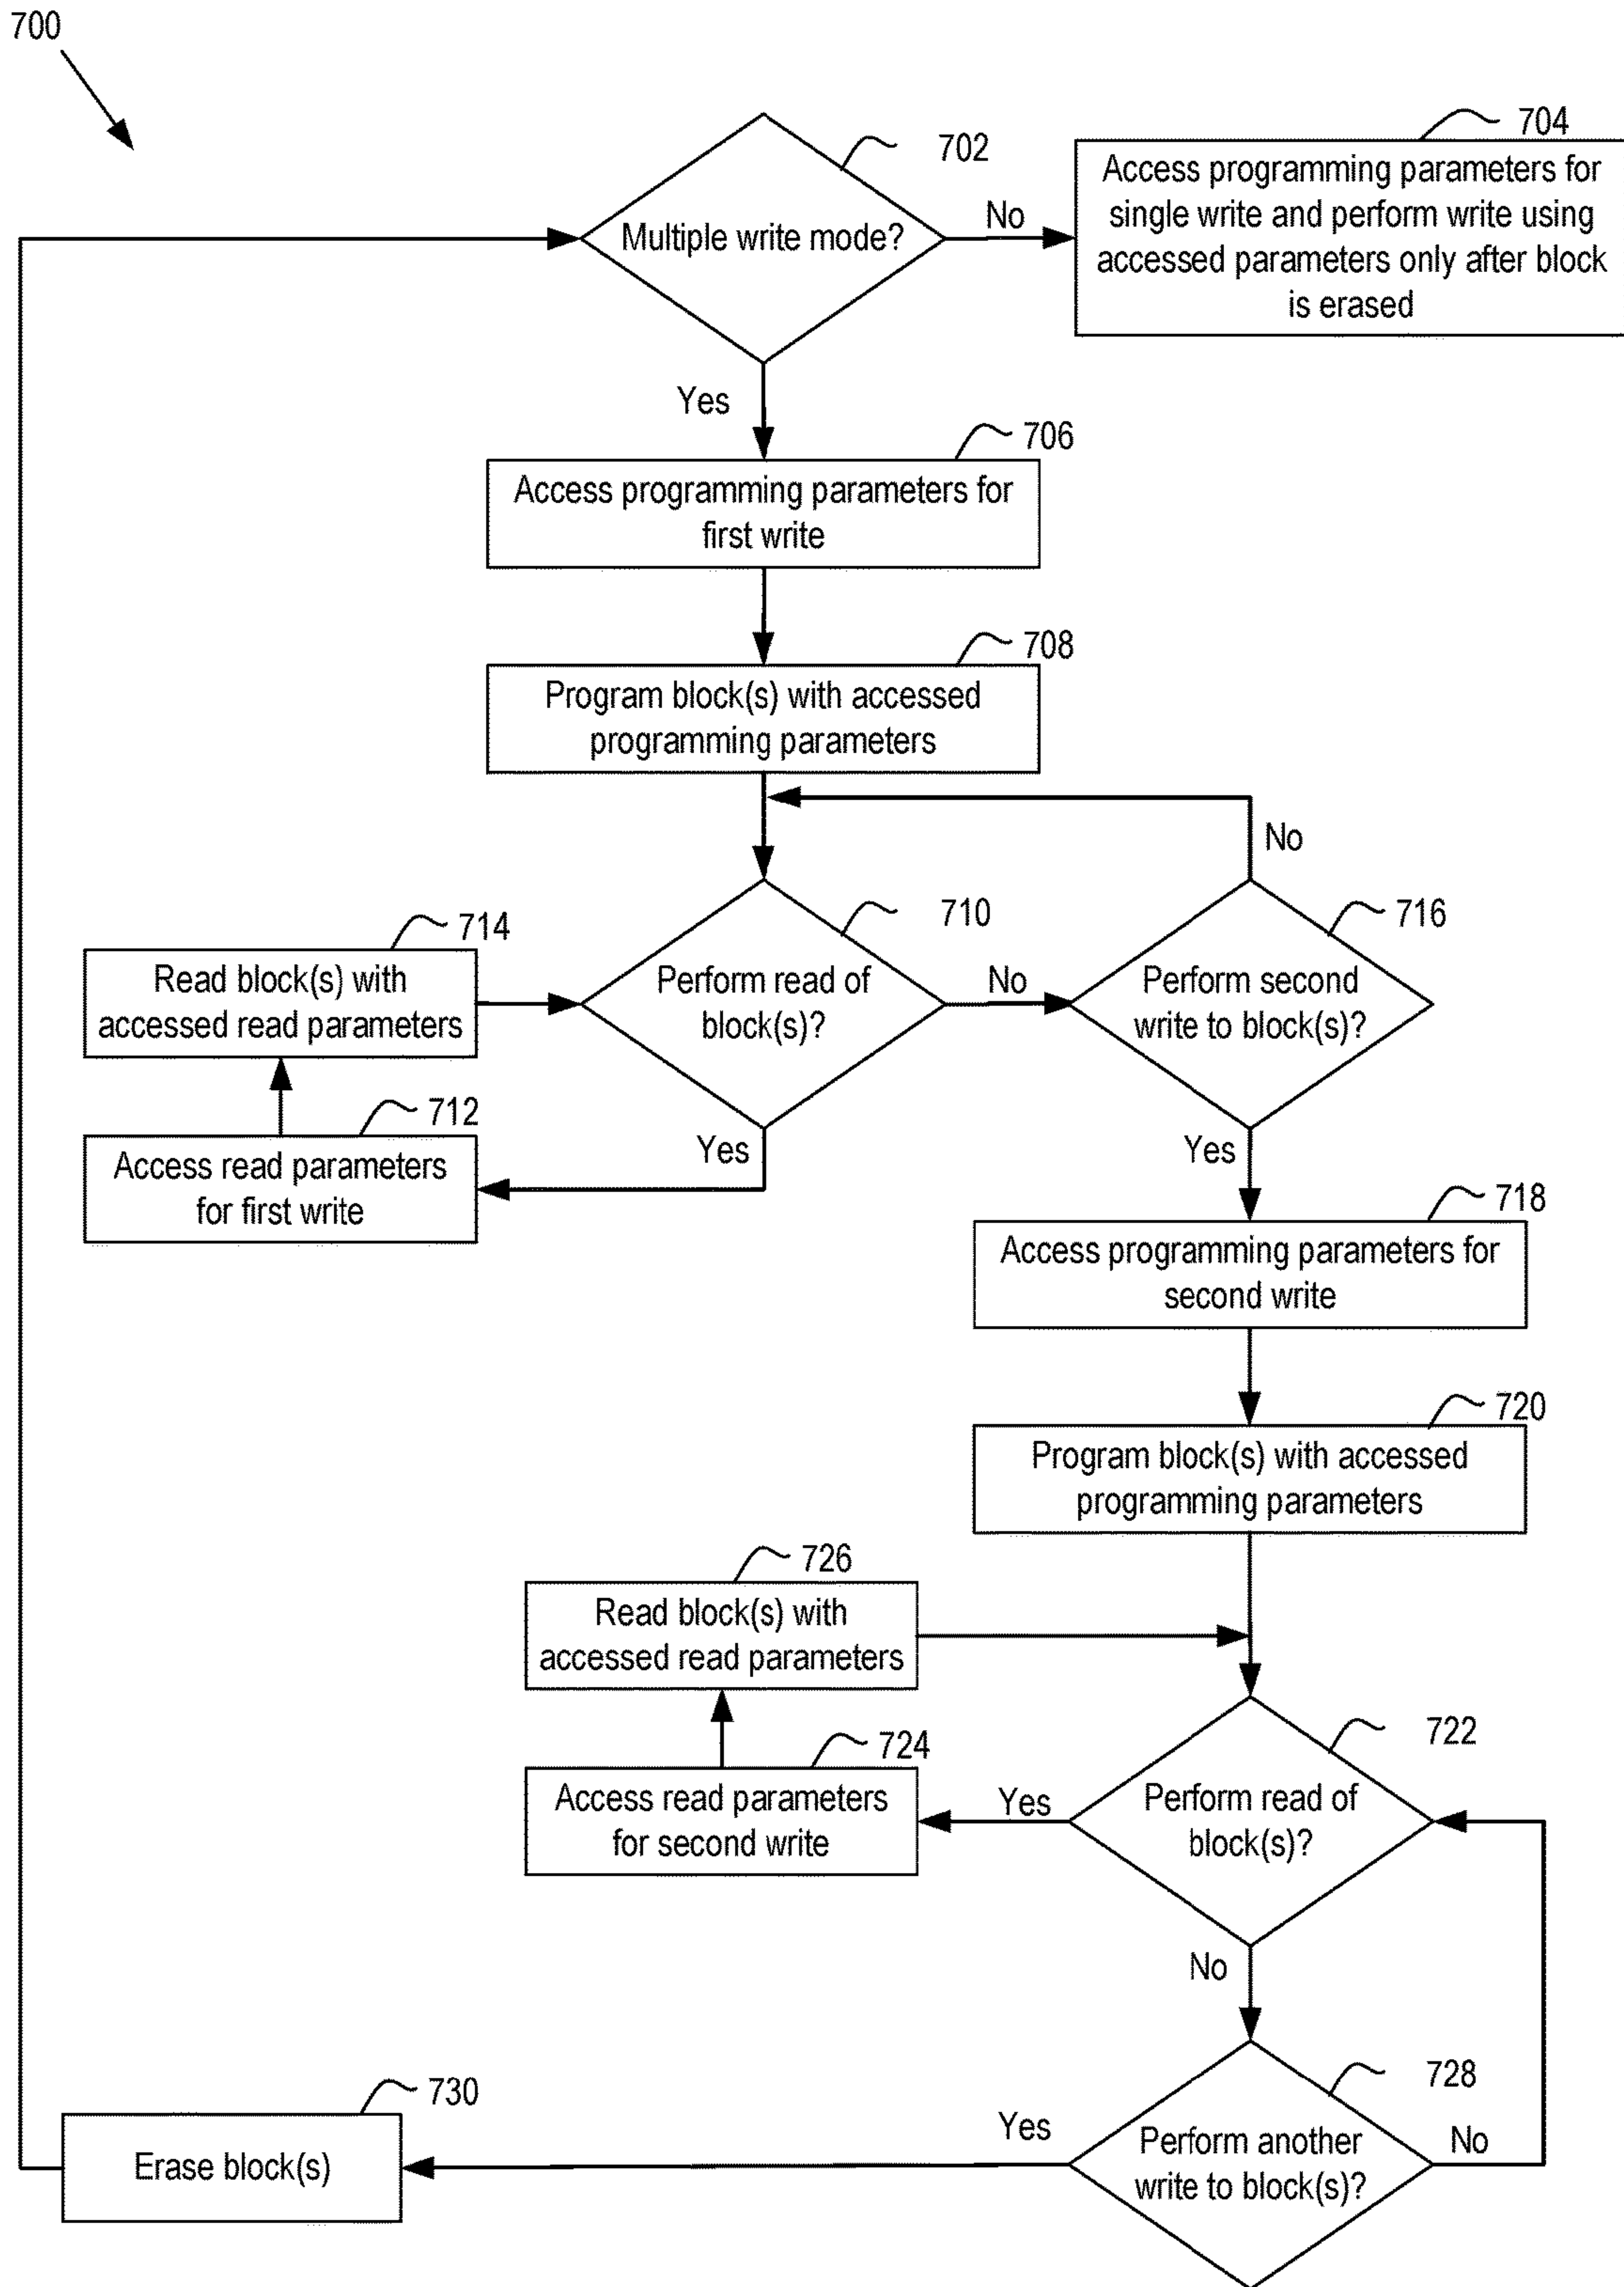 700
702
Multiple write mode?
No
704
Access programming parameters for
single write and perform write using
accessed parameters only after block
is erased
Yes
706
Access programming parameters for
first write
708
Program block(s) with accessed
programming parameters
No
710
Perform read of
block(s)?
No
716
Perform second
write to block(s)?
714
Read block(s) with
accessed read parameters
712
Access read parameters
for first write
Yes
Yes
718
Access programming parameters for
second write
720
Program block(s) with accessed
programming parameters
726
Read block(s) with
accessed read parameters
724
Access read parameters
for second write
Yes
722
Perform read of
block(s)?
No
728
Perform another
write to block(s)?
Yes
No
730
Erase block(s)